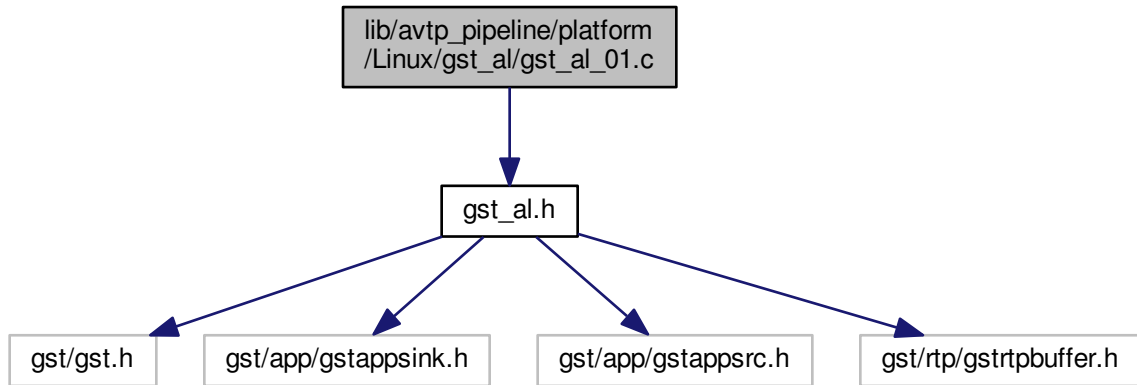 lib/avtp_pipeline/platform
/Linux/gst_al/gst_al_01.c
gst_al.h
gst/gst.h
gst/app/gstappsink.h
gst/app/gstappsrc.h
gst/rtp/gstrtpbuffer.h